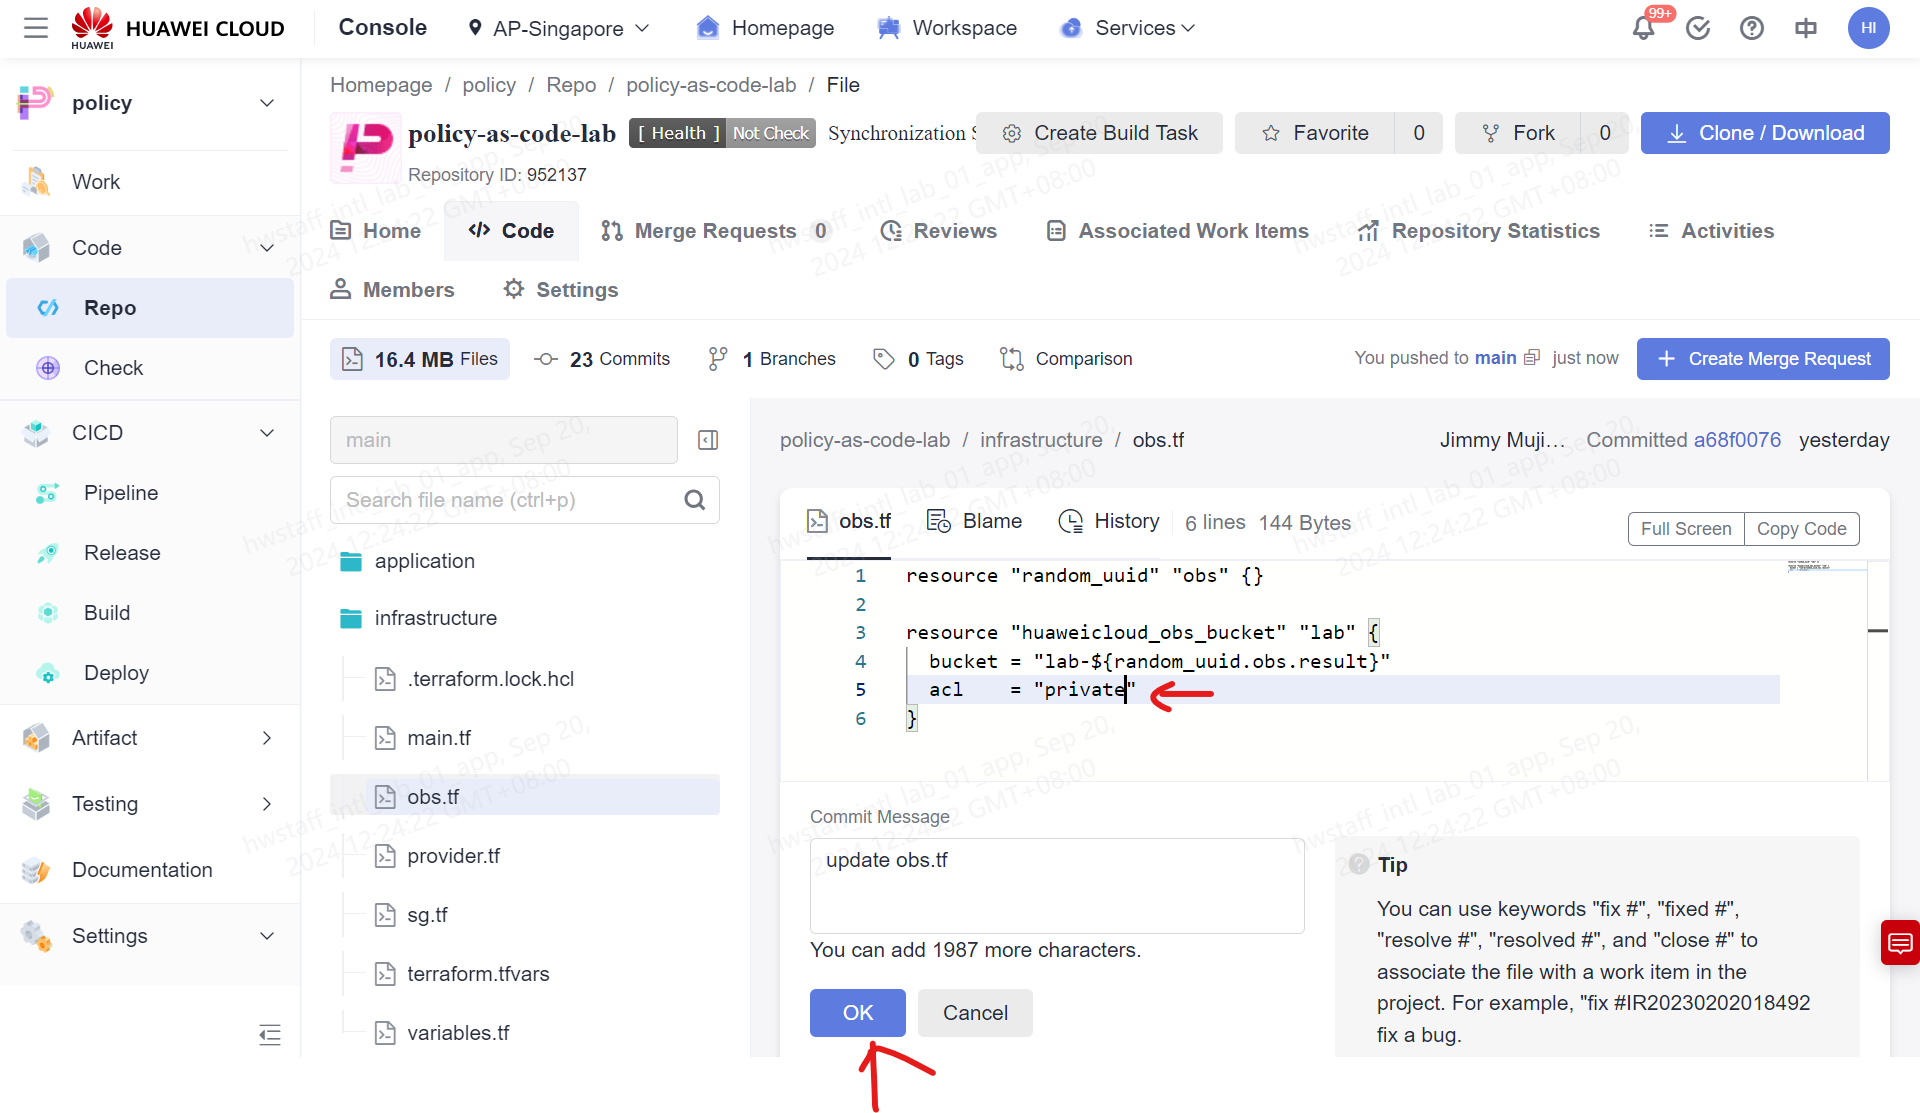 HUAWEI
HUAWEI CLOUD
Console
AP-Singapore
Homepage
Workspace
Services
99+
中
HI
policy
Work
Code
Repo
Check
CICD
Pipeline
Release
Build
Deploy
Artifact
Testing
Documentation
Settings
Homepage / policy / Repo / policy-as-code-lab / File
policy-as-code-lab
[ Health ] Not Check
Synchronization S
Create Build Task
Favorite 0
Fork 0
Clone / Download
Repository ID: 952137
Home
Code
Merge Requests 0
Reviews
Associated Work Items
Repository Statistics
Activities
Members
Settings
16.4 MB Files
23 Commits
1 Branches
0 Tags
Comparison
You pushed to main just now
Create Merge Request
main
Search file name (ctrl+p)
application
infrastructure
.terraform.lock.hcl
main.tf
obs.tf
provider.tf
sg.tf
terraform.tfvars
variables.tf
policy-as-code-lab / infrastructure / obs.tf
Jimmy Muji... Committed a68f0076 yesterday
obs.tf
Blame
History
6 lines 144 Bytes
Full Screen
Copy Code
1 resource "random_uuid" "obs" {}
2
3 resource "huaweicloud_obs_bucket" "lab" {
4 bucket = "lab-${random_uuid.obs.result}"
5 acl = "private"
6 }
Commit Message
update obs.tf
You can add 1987 more characters.
OK
Cancel
Tip
You can use keywords "fix #", "fixed #",
"resolve #", "resolved #", and "close #" to
associate the file with a work item in the
project. For example, "fix #IR20230202018492
fix a bug.
hwstaff_intl_lab_01_app, Sep 20,
2024 12:24:22 GMT+08:00